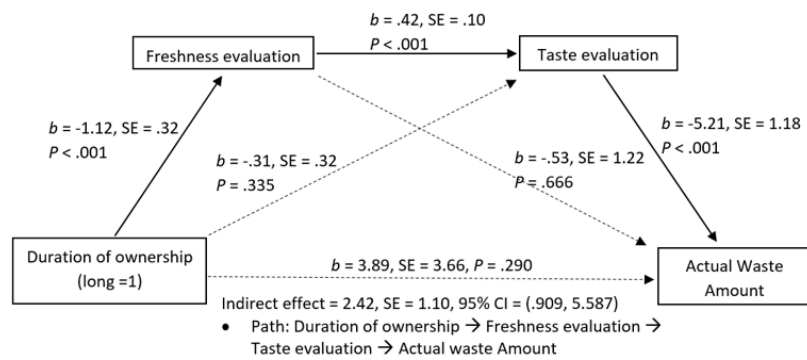 b = .42, SE = .10
P < .001
Freshness evaluation
Taste evaluation
b = -1.12, SE = .32
P < .001
b = -.31, SE = .32
P = .335
b = -.53, SE = 1.22
P = .666
b = -5.21, SE = 1.18
P < .001
Duration of ownership
(long =1)
b = 3.89, SE = 3.66, P = .290
Actual Waste
Amount
Indirect effect = 2.42, SE = 1.10, 95% CI = (.909, 5.587)
• Path: Duration of ownership → Freshness evaluation →
Taste evaluation → Actual waste Amount